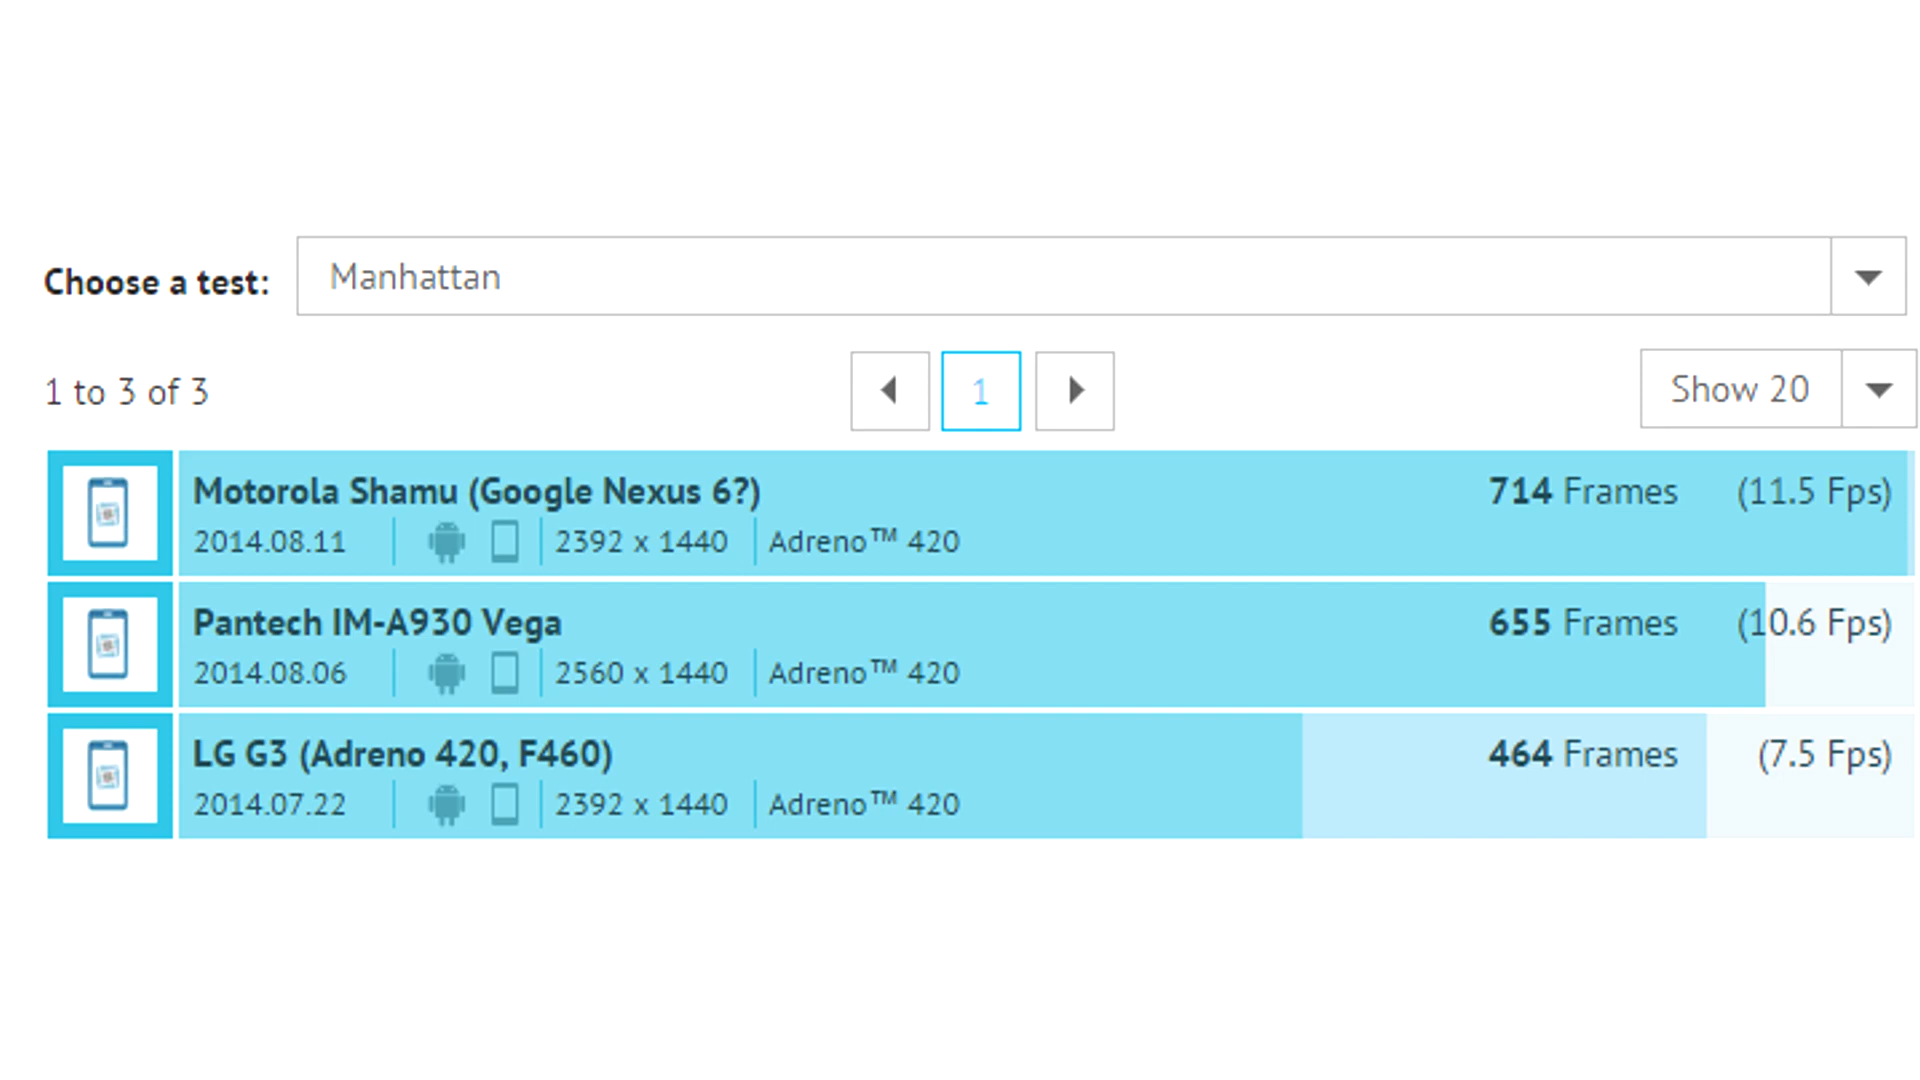 Choose a test: Manhattan
1 to 3 of 3 1 Show 20
Motorola Shamu (Google Nexus 6?) 714 Frames (11.5 Fps)
2014.08.11 2392 x 1440 Adreno™ 420
Pantech IM-A930 Vega 655 Frames (10.6 Fps)
2014.08.06 2560 x 1440 Adreno™ 420
LG G3 (Adreno 420, F460) 464 Frames (7.5 Fps)
2014.07.22 2392 x 1440 Adreno™ 420